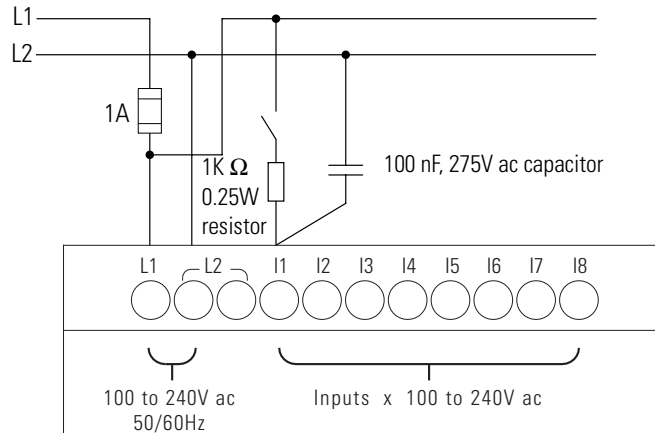 L1
L2
1A
1K Ω
0.25W
resistor
100 nF, 275V ac capacitor
L1
L2
I1
I2
I3
I4
I5
I6
I7
I8
100 to 240V ac
50/60Hz
Inputs x 100 to 240V ac